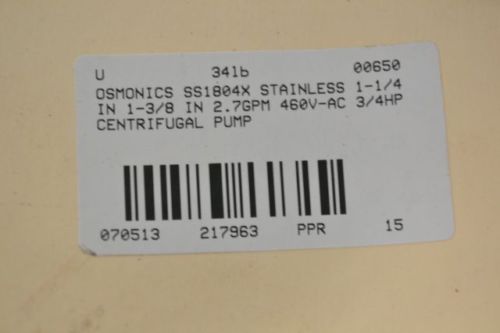 U 341b 00650
OSMONICS SS1804X STAINLESS 1-1/4
IN 1-3/8 IN 2.7GPM 460V-AC 3/4HP
CENTRIFUGAL PUMP
070513 217963 PPR 15